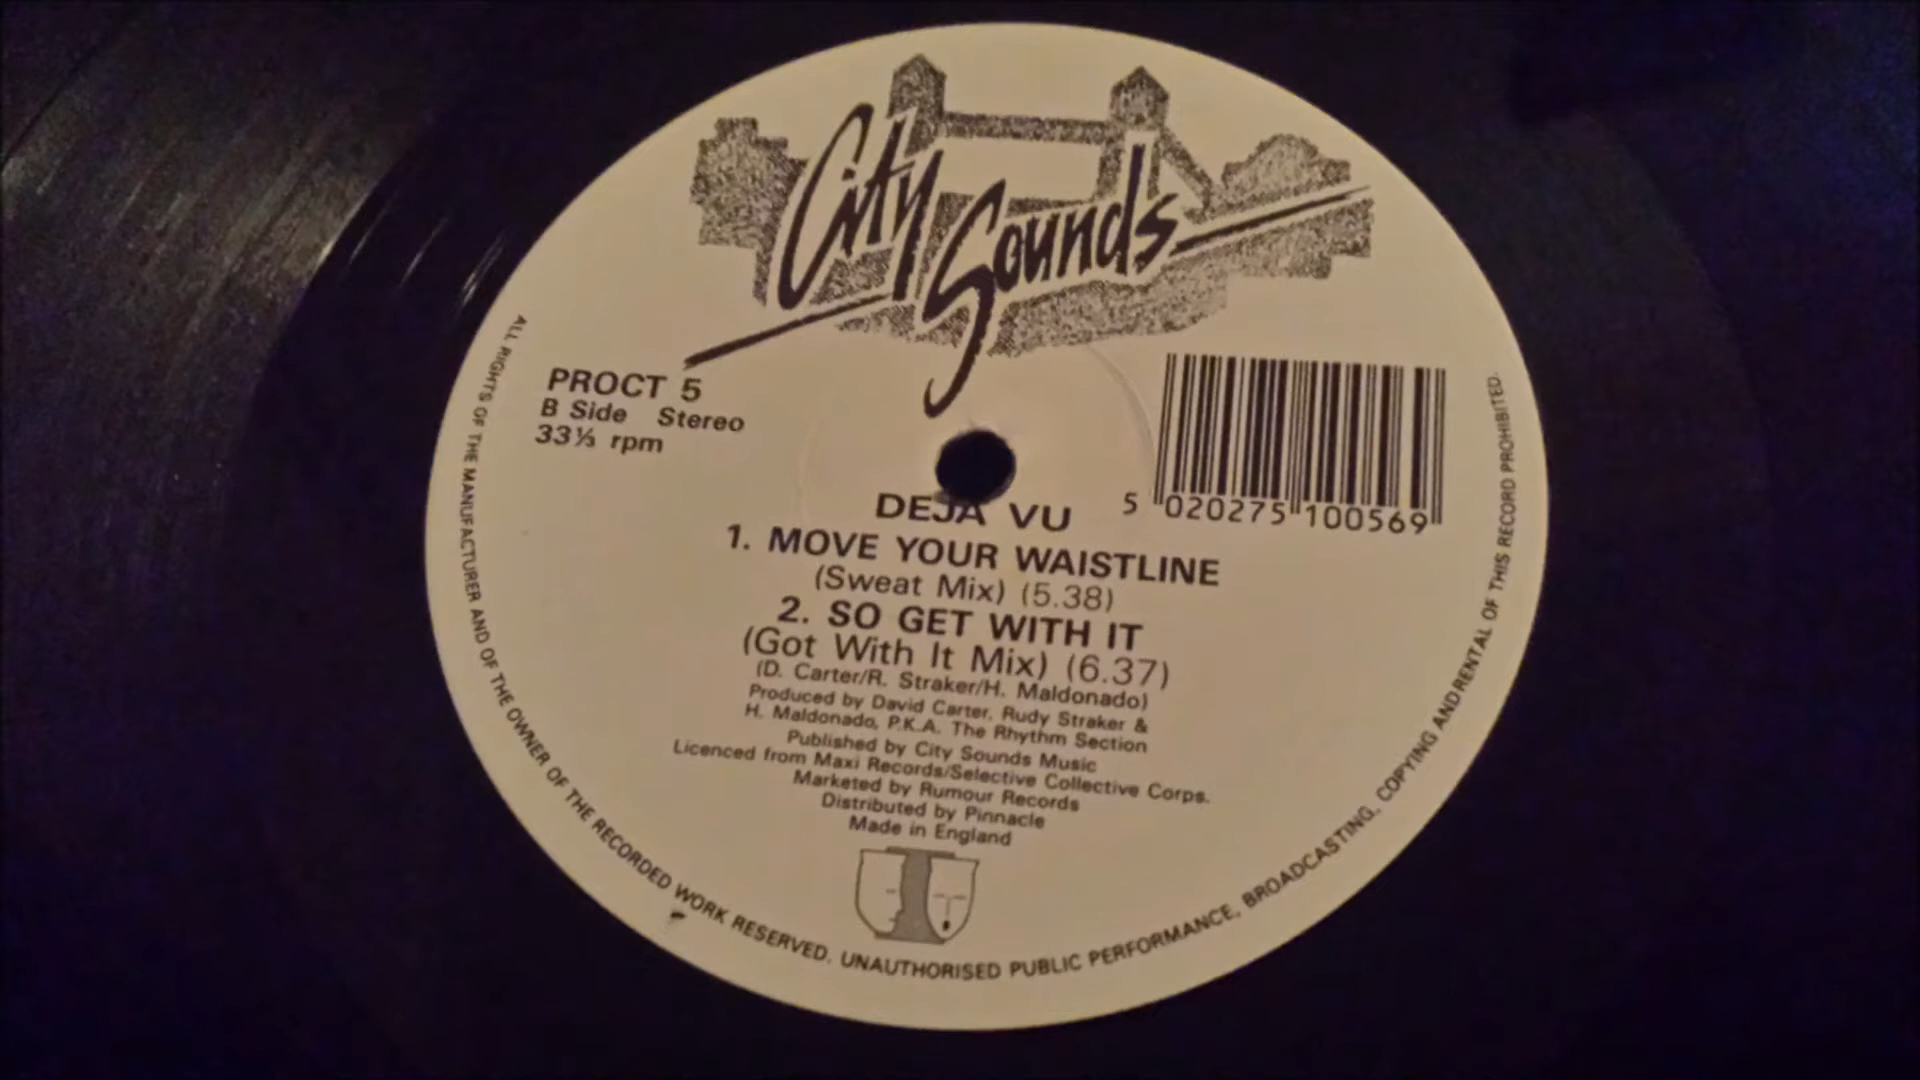 City Sounds
PROCT 5
B Side Stereo
33⅓ rpm
5 020275 100569
DEJA VU
1. MOVE YOUR WAISTLINE
(Sweat Mix) (5.38)
2. SO GET WITH IT
(Got With It Mix) (6.37)
(D. Carter/R. Straker/H. Maldonado)
Produced by David Carter, Rudy Straker &
H. Maldonado, P.K.A. The Rhythm Section
Published by City Sounds Music
Licenced from Maxi Records/Selective Collective Corps.
Marketed by Rumour Records
Distributed by Pinnacle
Made in England
ALL RIGHTS OF THE MANUFACTURER AND OF THE OWNER OF THE RECORDED WORK RESERVED. UNAUTHORISED PUBLIC PERFORMANCE, BROADCASTING, COPYING AND RENTAL OF THIS RECORD PROHIBITED.